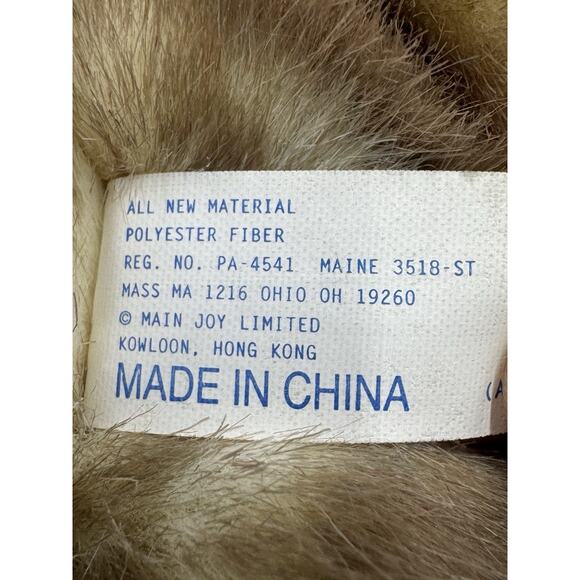 ALL NEW MATERIAL
POLYESTER FIBER
REG. NO. PA-4541 MAINE 3518-ST
MASS MA 1216 OHIO OH 19260
© MAIN JOY LIMITED
KOWLOON, HONG KONG
MADE IN CHINA